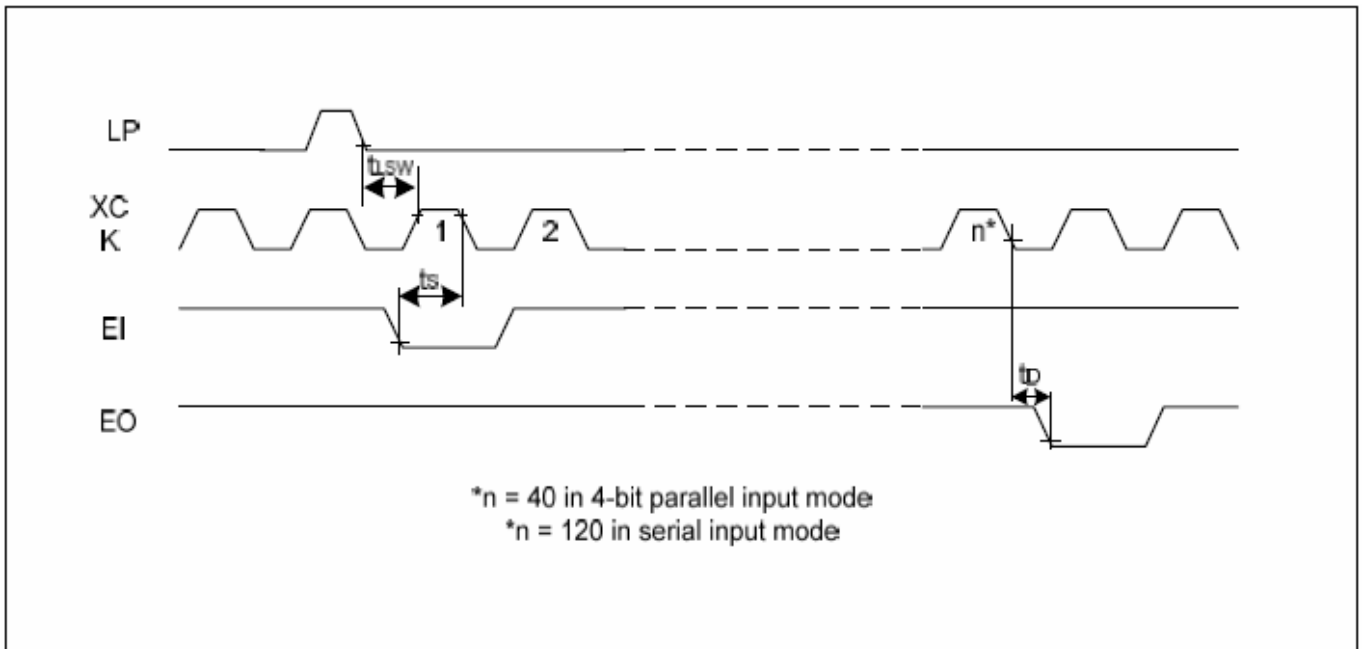 LP
tLSW
XC
K
1
2
n*
ts
EI
tD
EO
*n = 40 in 4-bit parallel input mode
*n = 120 in serial input mode